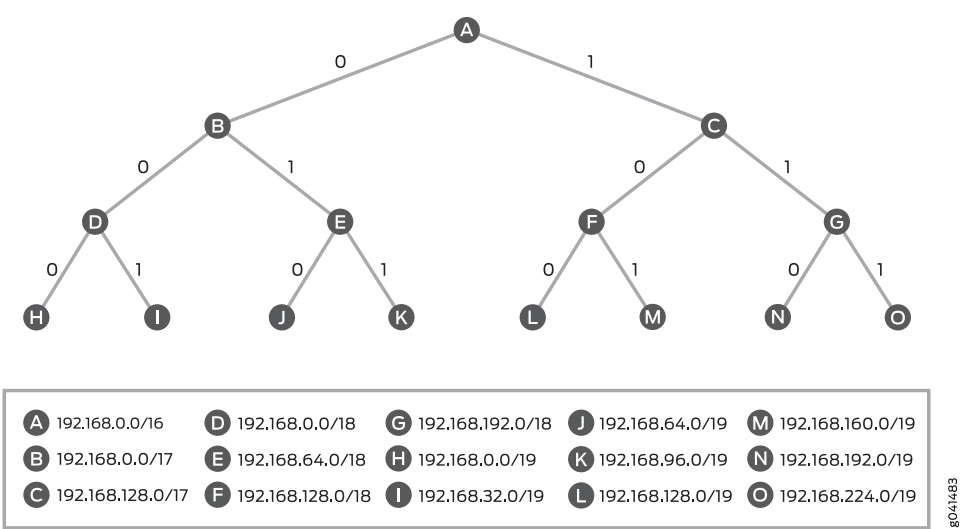 A
0 1
B C
0 1 0 1
D E F G
0 1 0 1 0 1 0 1
H I J K L M N O
A 192.168.0.0/16 D 192.168.0.0/18 G 192.168.192.0/18 J 192.168.64.0/19 M 192.168.160.0/19
B 192.168.0.0/17 E 192.168.64.0/18 H 192.168.0.0/19 K 192.168.96.0/19 N 192.168.192.0/19
C 192.168.128.0/17 F 192.168.128.0/18 I 192.168.32.0/19 L 192.168.128.0/19 O 192.168.224.0/19
g041483